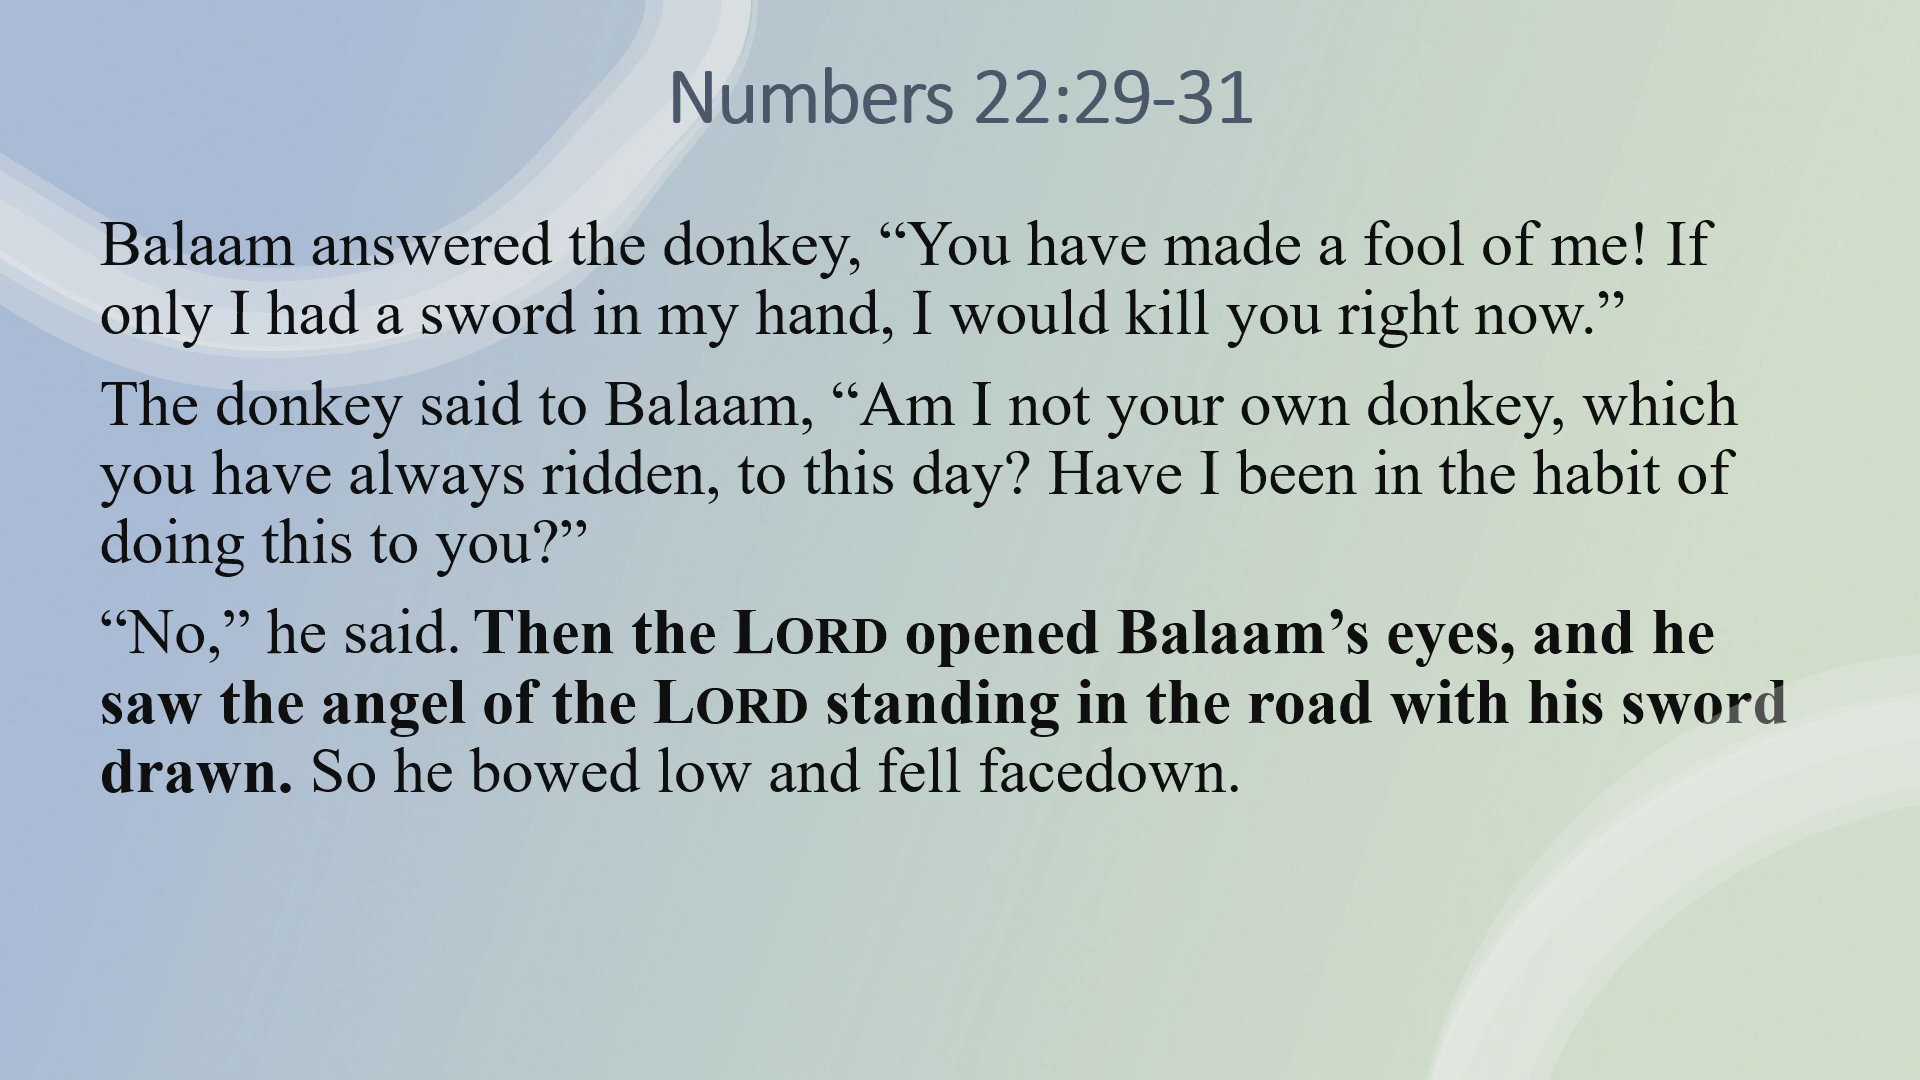 Numbers 22:29-31
Balaam answered the donkey, “You have made a fool of me! If
only I had a sword in my hand, I would kill you right now.”
The donkey said to Balaam, “Am I not your own donkey, which
you have always ridden, to this day? Have I been in the habit of
doing this to you?”
“No,” he said. Then the LORD opened Balaam’s eyes, and he
saw the angel of the LORD standing in the road with his sword
drawn. So he bowed low and fell facedown.